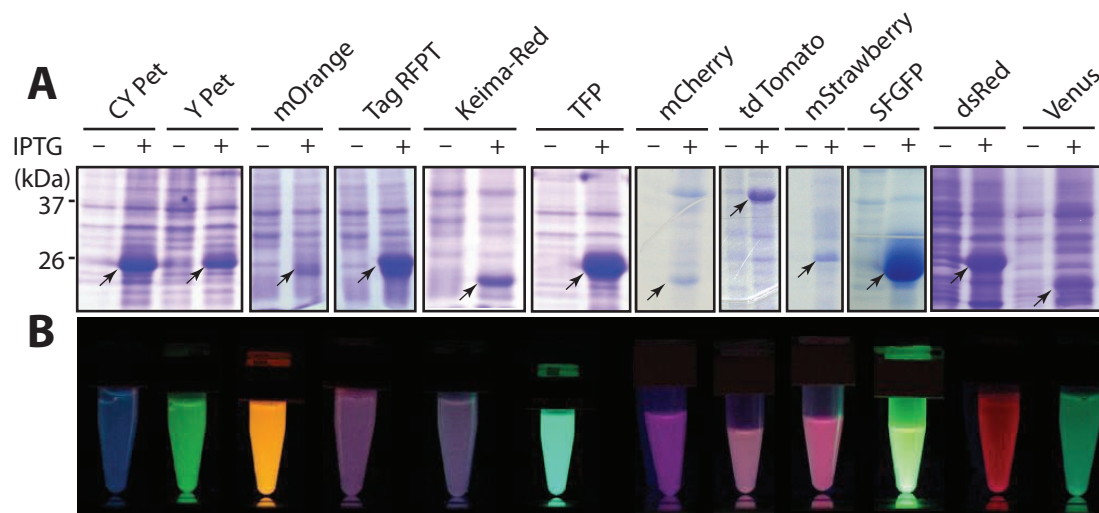 A
CY Pet
Y Pet
mOrange
Tag RFPT
Keima-Red
TFP
mCherry
td Tomato
mStrawberry
SFGFP
dsRed
Venus
IPTG − + − + − + − + − + − + − + − + − + − + − + − +
(kDa)
37
26
B